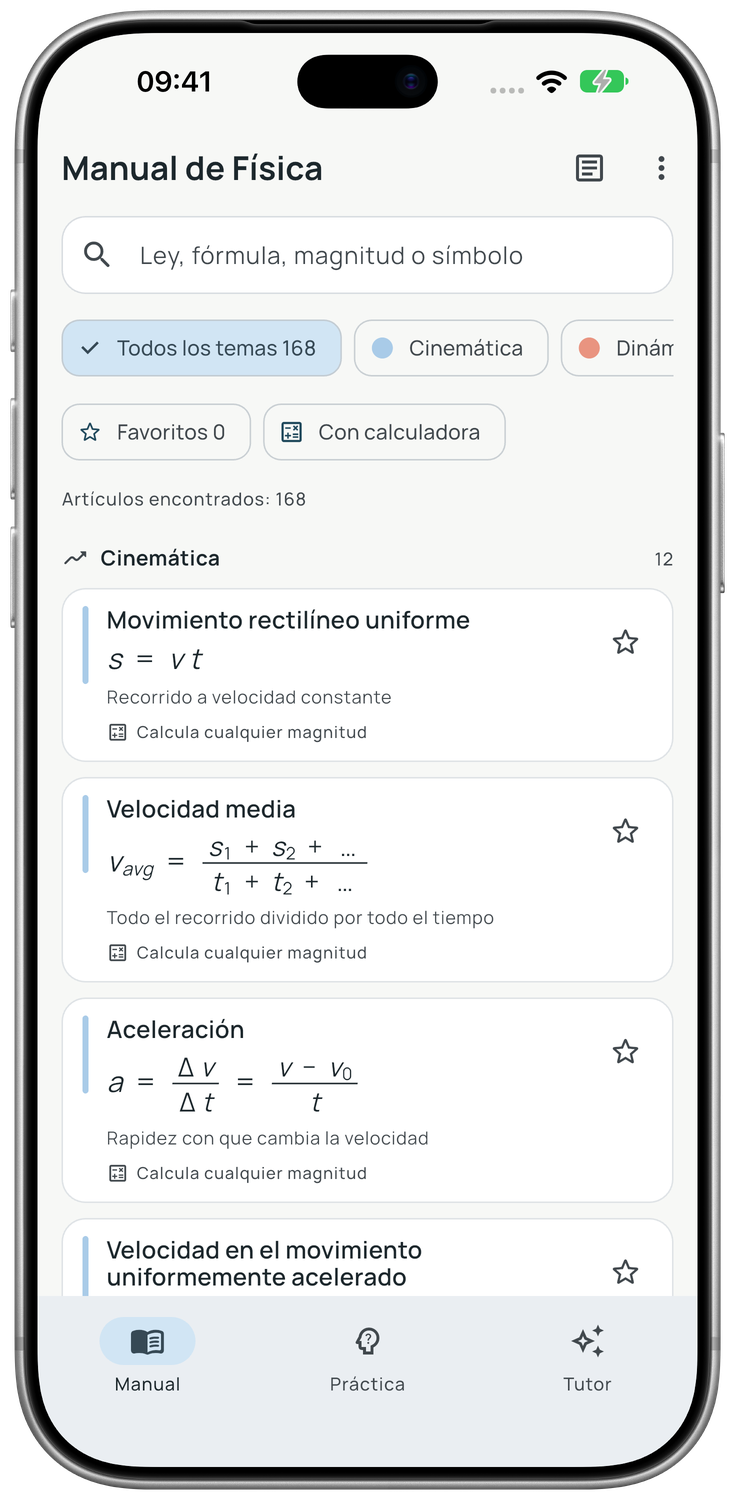 09:41
Manual de Física
Ley, fórmula, magnitud o símbolo
Todos los temas 168
Cinemática
Dinám
Favoritos 0
Con calculadora
Artículos encontrados: 168
Cinemática
12
Movimiento rectilíneo uniforme
s = v t
Recorrido a velocidad constante
Calcula cualquier magnitud
Velocidad media
v_avg = (s₁ + s₂ + …) / (t₁ + t₂ + …)
Todo el recorrido dividido por todo el tiempo
Calcula cualquier magnitud
Aceleración
a = Δ v / Δ t = (v − v₀) / t
Rapidez con que cambia la velocidad
Calcula cualquier magnitud
Velocidad en el movimiento
uniformemente acelerado
Manual
Práctica
Tutor